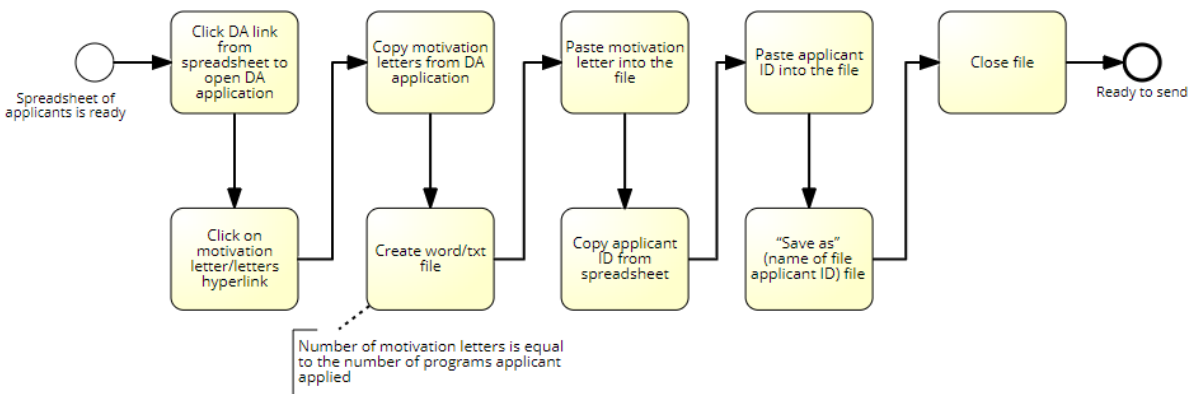 Spreadsheet of
applicants is ready
Click DA link
from
spreadsheet to
open DA
application
Click on
motivation
letter/letters
hyperlink
Copy motivation
letters from DA
application
Create word/txt
file
Number of motivation letters is equal
to the number of programs applicant
applied
Paste motivation
letter into the
file
Copy applicant
ID from
spreadsheet
Paste applicant
ID into the file
“Save as”
(name of file
applicant ID) file
Close file
Ready to send